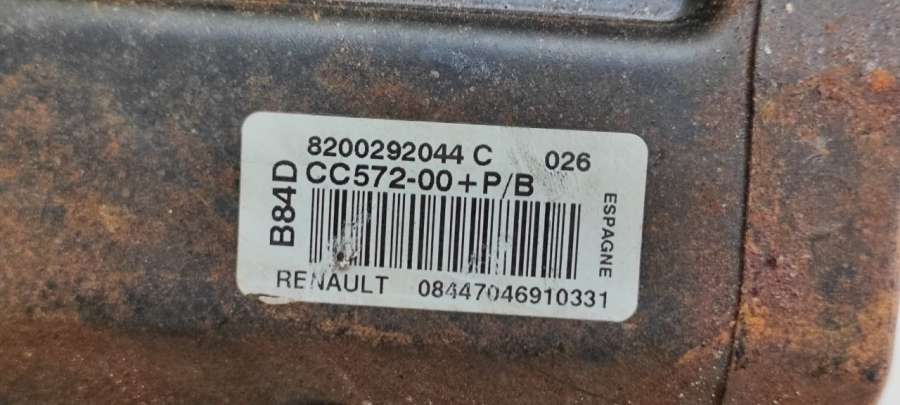 8200292044 C 026
CC572-00+P/B
B84D
ESPAGNE
RENAULT 08447046910331